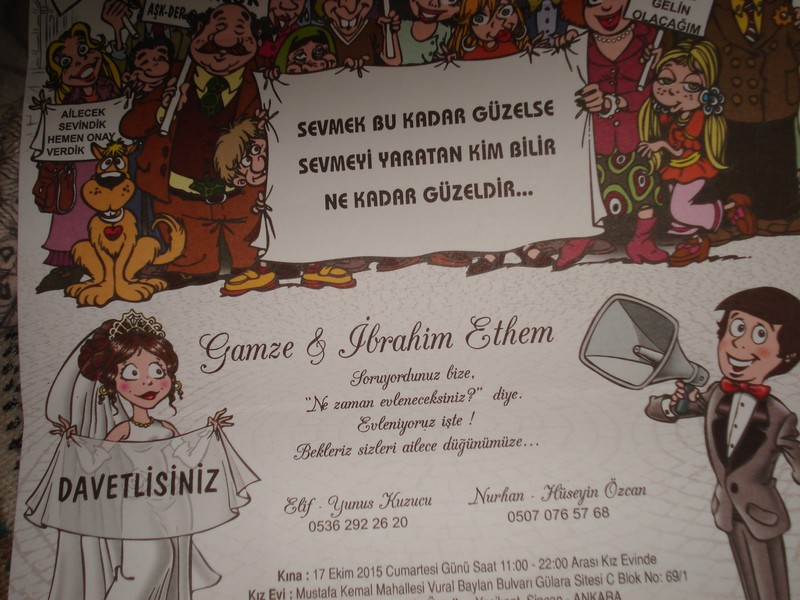 AŞK-DER
GELİN
OLACAĞIM
AİLECEK
SEVİNDİK
HEMEN ONAY
VERDİK
SEVMEK BU KADAR GÜZELSE
SEVMEYİ YARATAN KİM BİLİR
NE KADAR GÜZELDİR...
Gamze & İbrahim Ethem
Soruyordunuz bize,
"Ne zaman evleneceksiniz?" diye.
Evleniyoruz işte !
Bekleriz sizleri ailece düğünümüze...
DAVETLİSİNİZ
Elif - Yunus Kuzucu
0536 292 26 20
Nurhan - Hüseyin Özcan
0507 076 57 68
Kına : 17 Ekim 2015 Cumartesi Günü Saat 11:00 - 22:00 Arası Kız Evinde
Kız Evi : Mustafa Kemal Mahallesi Vural Baylan Bulvarı Gülara Sitesi C Blok No: 69/1
Sincan - ANKARA